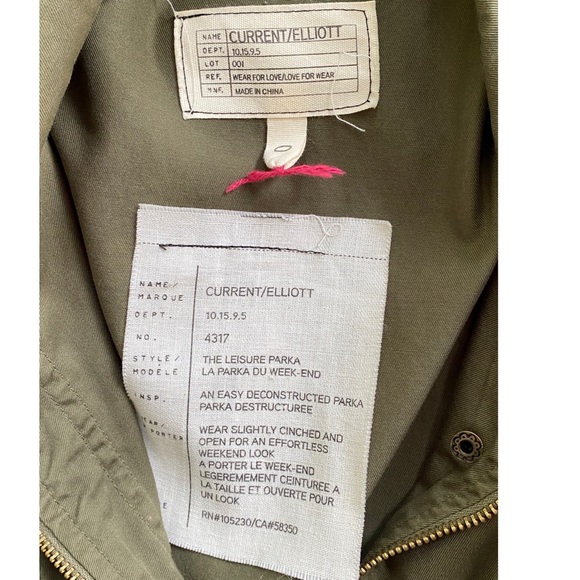 NAME CURRENT/ELLIOTT
DEPT. 10.15.9.5
LOT 001
REF. WEAR FOR LOVE/LOVE FOR WEAR
MNF. MADE IN CHINA
0
NAME/ MARQUE CURRENT/ELLIOTT
DEPT. 10.15.9.5
NO. 4317
STYLE/ THE LEISURE PARKA
MODÈLE LA PARKA DU WEEK-END
INSP. AN EASY DECONSTRUCTED PARKA
PARKA DESTRUCTUREE
WEAR SLIGHTLY CINCHED AND
PORTER OPEN FOR AN EFFORTLESS
WEEKEND LOOK
A PORTER LE WEEK-END
LEGEREMENT CEINTUREE A
LA TAILLE ET OUVERTE POUR
UN LOOK
RN#105230/CA#58350